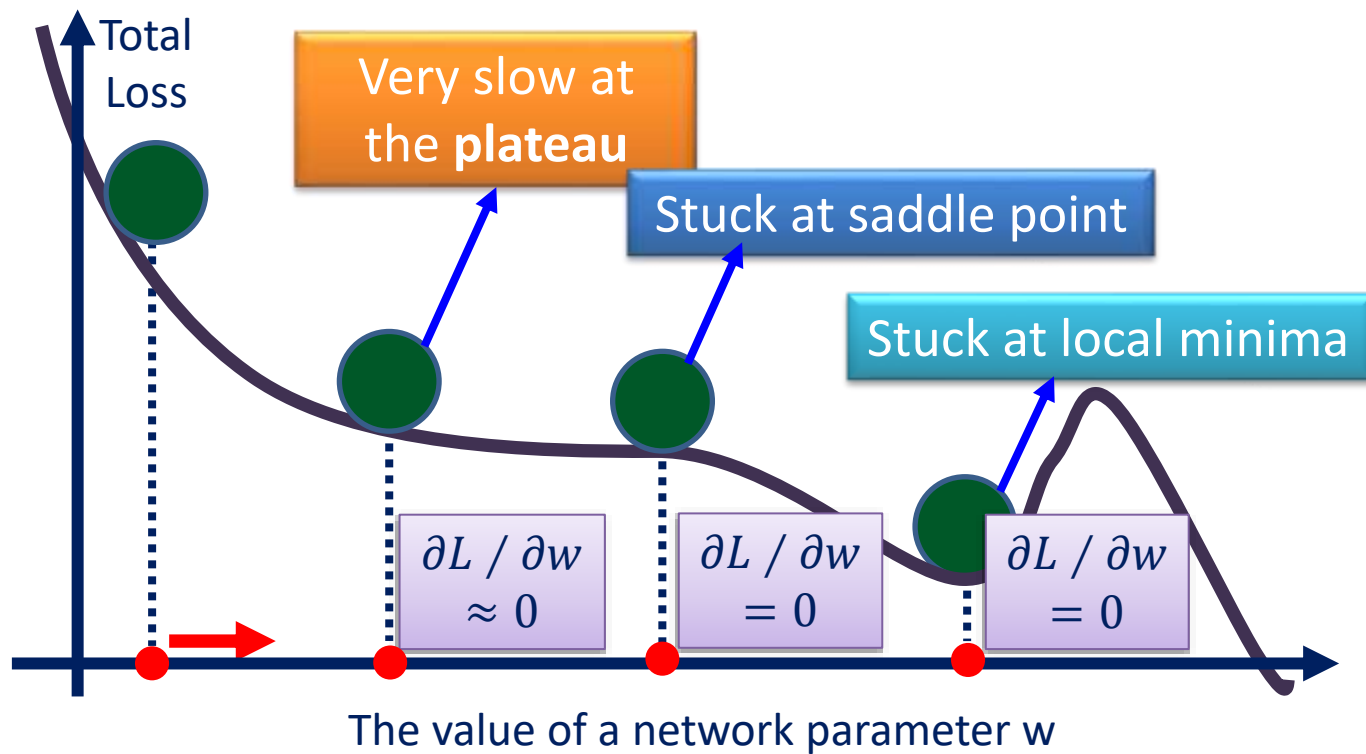 Total
Loss
Very slow at
the plateau
Stuck at saddle point
Stuck at local minima
∂L / ∂w
≈ 0
∂L / ∂w
= 0
∂L / ∂w
= 0
The value of a network parameter w